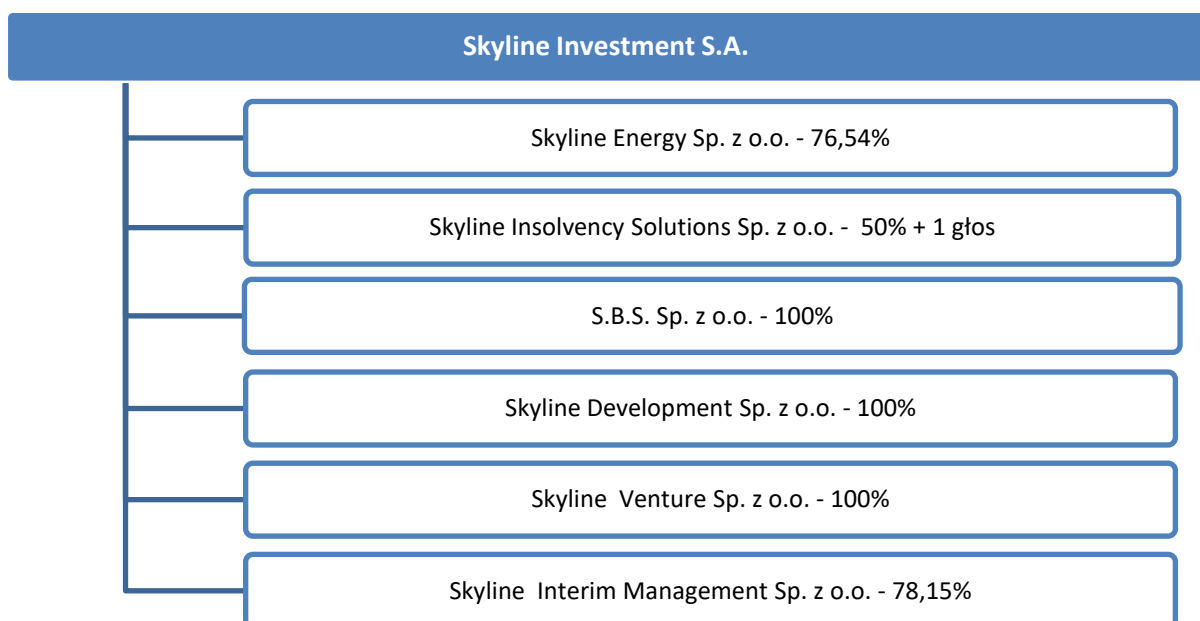 Skyline Investment S.A.
Skyline Energy Sp. z o.o. - 76,54%
Skyline Insolvency Solutions Sp. z o.o. - 50% + 1 głos
S.B.S. Sp. z o.o. - 100%
Skyline Development Sp. z o.o. - 100%
Skyline Venture Sp. z o.o. - 100%
Skyline Interim Management Sp. z o.o. - 78,15%